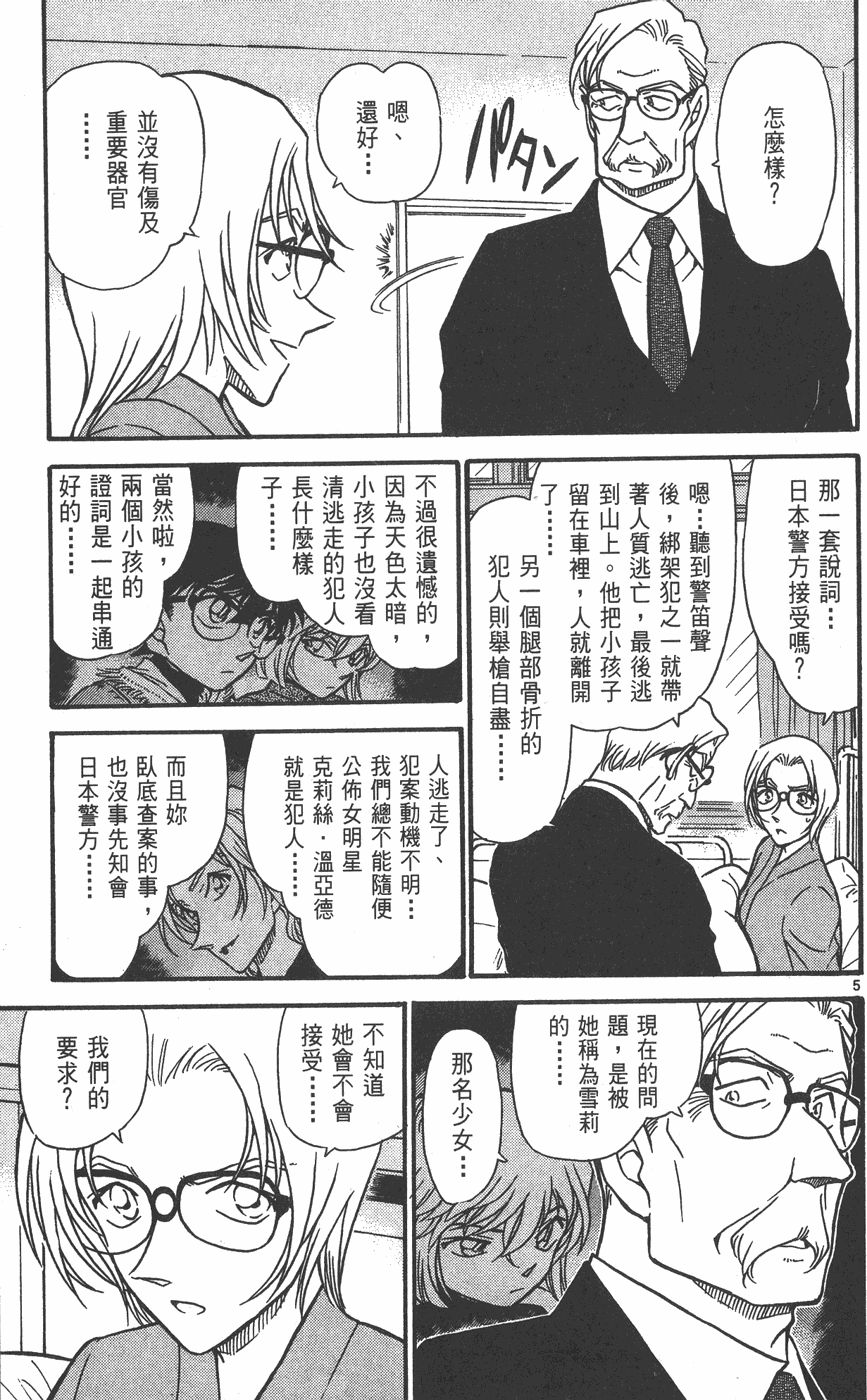 怎麼樣？
パタン
嗯、
還好…
並沒有傷及
重要器官
……
那一套說詞…
日本警方接受嗎？
嗯…聽到警笛聲
後，綁架犯之一就帶
著人質逃亡，最後逃
到山上。他把小孩子
留在車裡，人就離開
了……
另一個腿部骨折的
犯人則舉槍自盡……
不過很遺憾的，
因為天色太暗，
小孩子也沒看
清逃走的犯人
長什麼樣
子……
當然啦，
兩個小孩的
證詞是一起串通
好的……
人逃走了、
犯案動機不明…
我們總不能隨便
公佈女明星
克莉絲·溫亞德
就是犯人……
而且妳
臥底查案的事，
也沒事先知會
日本警方……
5
現在的問
題，是被
她稱為雪莉
的…
那名少女…
不知道
她會不會
接受……
我們的
要求？